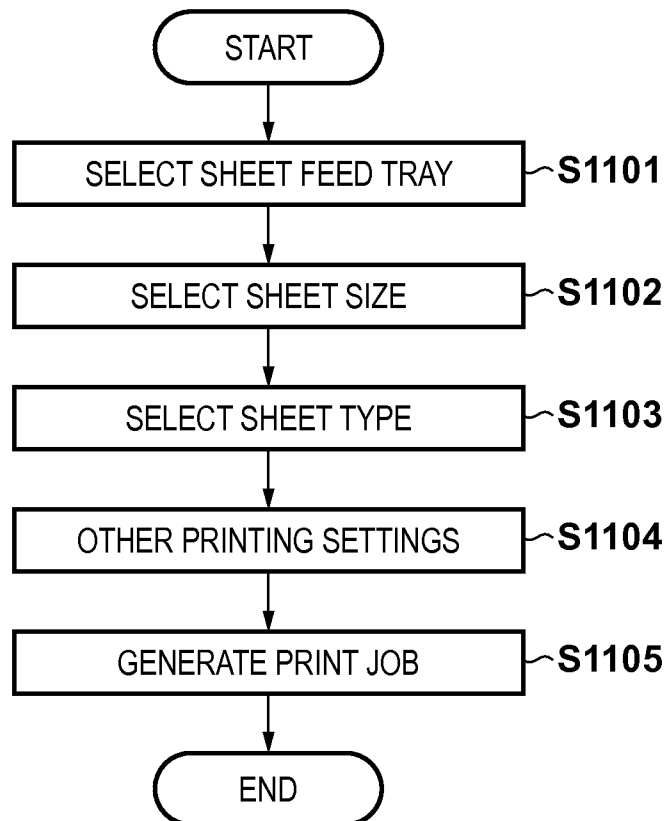 START
SELECT SHEET FEED TRAY S1101
SELECT SHEET SIZE S1102
SELECT SHEET TYPE S1103
OTHER PRINTING SETTINGS S1104
GENERATE PRINT JOB S1105
END